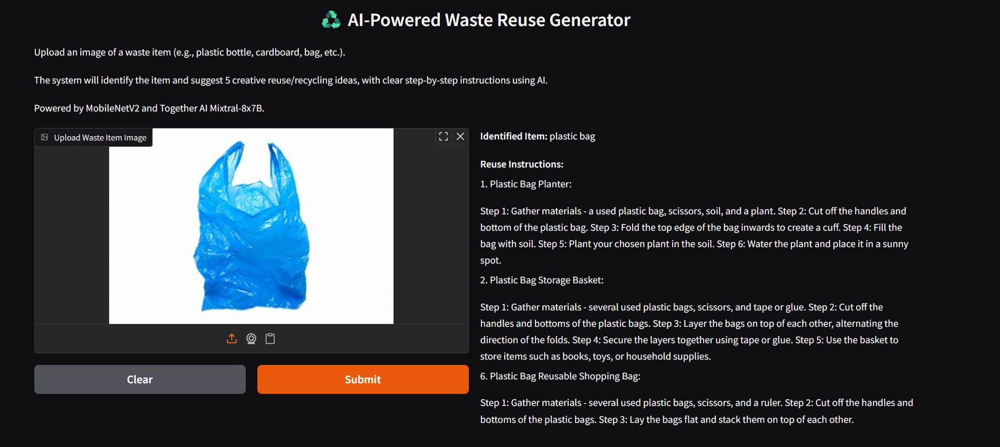 AI-Powered Waste Reuse Generator
Upload an image of a waste item (e.g., plastic bottle, cardboard, bag, etc.).
The system will identify the item and suggest 5 creative reuse/recycling ideas, with clear step-by-step instructions using AI.
Powered by MobileNetV2 and Together AI Mixtral-8x7B.
Upload Waste Item Image
Clear
Submit
Identified Item: plastic bag
Reuse Instructions:
1. Plastic Bag Planter:
Step 1: Gather materials - a used plastic bag, scissors, soil, and a plant. Step 2: Cut off the handles and
bottom of the plastic bag. Step 3: Fold the top edge of the bag inwards to create a cuff. Step 4: Fill the
bag with soil. Step 5: Plant your chosen plant in the soil. Step 6: Water the plant and place it in a sunny
spot.
2. Plastic Bag Storage Basket:
Step 1: Gather materials - several used plastic bags, scissors, and tape or glue. Step 2: Cut off the
handles and bottoms of the plastic bags. Step 3: Layer the bags on top of each other, alternating the
direction of the folds. Step 4: Secure the layers together using tape or glue. Step 5: Use the basket to
store items such as books, toys, or household supplies.
6. Plastic Bag Reusable Shopping Bag:
Step 1: Gather materials - several used plastic bags, scissors, and a ruler. Step 2: Cut off the handles and
bottoms of the plastic bags. Step 3: Lay the bags flat and stack them on top of each other.